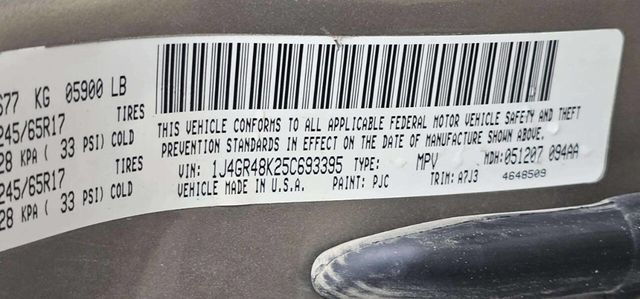 677 KG 05900 LB
TIRES
245/65R17
28 KPA ( 33 PSI) COLD
TIRES
245/65R17
28 KPA ( 33 PSI) COLD
THIS VEHICLE CONFORMS TO ALL APPLICABLE FEDERAL MOTOR VEHICLE SAFETY AND THEFT
PREVENTION STANDARDS IN EFFECT ON THE DATE OF MANUFACTURE SHOWN ABOVE.
VIN: 1J4GR48K25C693395 TYPE: MPV MDH:051207 094AA
VEHICLE MADE IN U.S.A. PAINT: PJC TRIM: A7J3 4648509